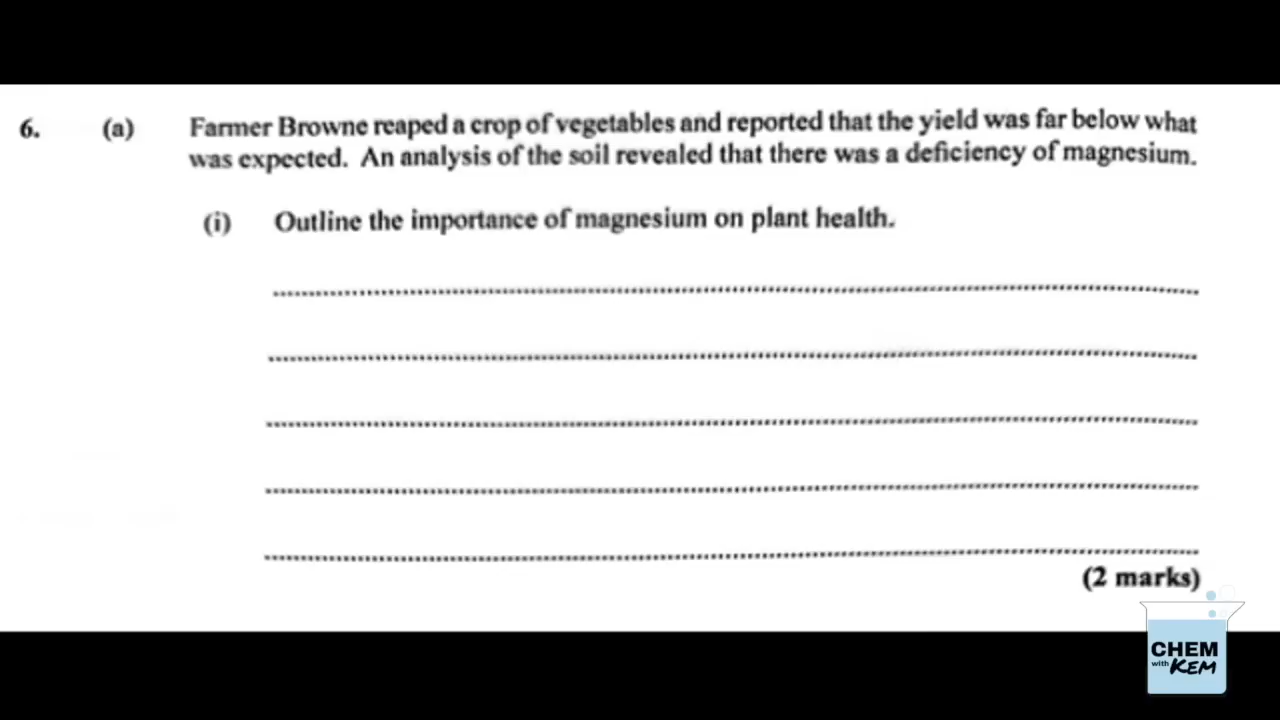 6. (a) Farmer Browne reaped a crop of vegetables and reported that the yield was far below what
was expected. An analysis of the soil revealed that there was a deficiency of magnesium.
(i) Outline the importance of magnesium on plant health.
(2 marks)
CHEM
with KEM